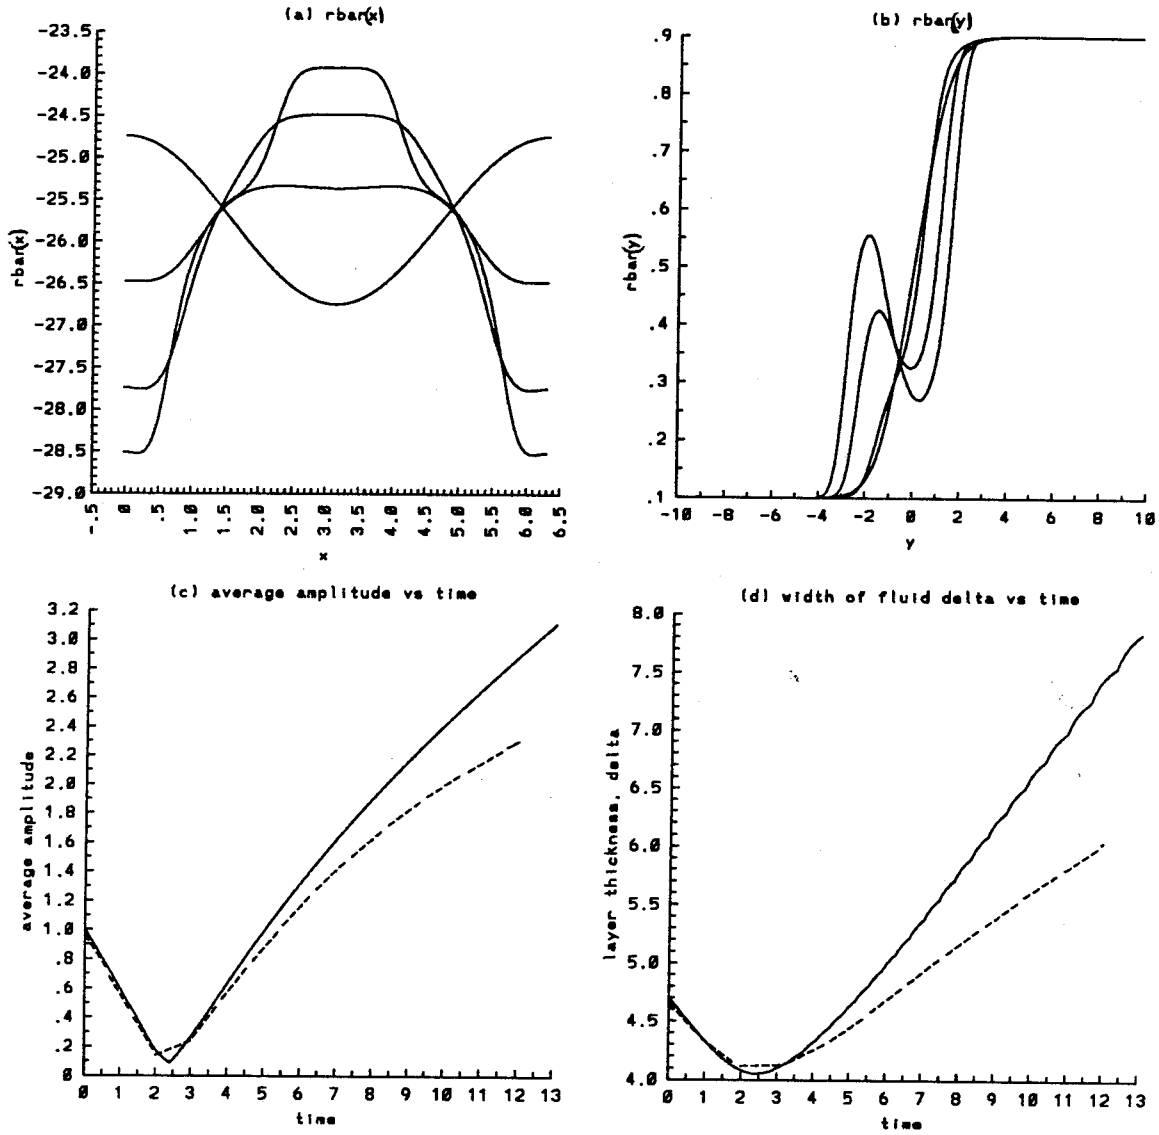 (a) rbar(x)
-23.5
-24.0
-24.5
-25.0
-25.5
-26.0
-26.5
-27.0
-27.5
-28.0
-28.5
-29.0
rbar(x)
-.5 0 .5 1.0 1.5 2.0 2.5 3.0 3.5 4.0 4.5 5.0 5.5 6.0 6.5
x
(b) rbar(y)
.9
.8
.7
.6
.5
.4
.3
.2
.1
rbar(y)
-10 -8 -6 -4 -2 0 2 4 6 8 10
y
(c) average amplitude vs time
3.2
3.0
2.8
2.6
2.4
2.2
2.0
1.8
1.6
1.4
1.2
1.0
.8
.6
.4
.2
0
average amplitude
0 1 2 3 4 5 6 7 8 9 10 11 12 13
time
(d) width of fluid delta vs time
8.0
7.5
7.0
6.5
6.0
5.5
5.0
4.5
4.0
layer thickness, delta
0 1 2 3 4 5 6 7 8 9 10 11 12 13
time